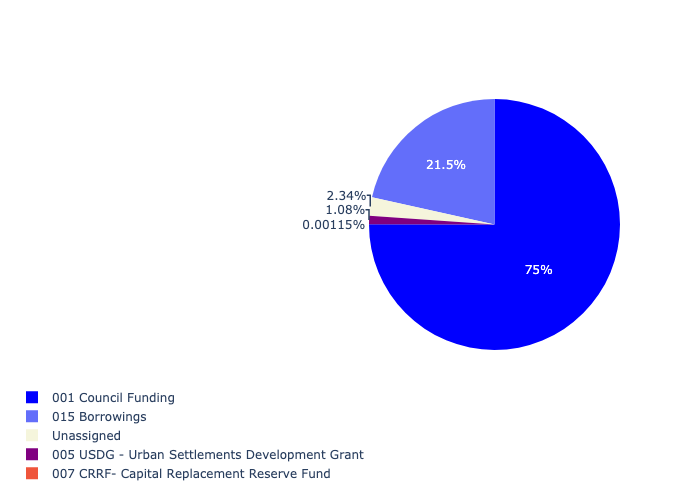 21.5%
2.34%
1.08%
0.00115%
75%
001 Council Funding
015 Borrowings
Unassigned
005 USDG - Urban Settlements Development Grant
007 CRRF- Capital Replacement Reserve Fund